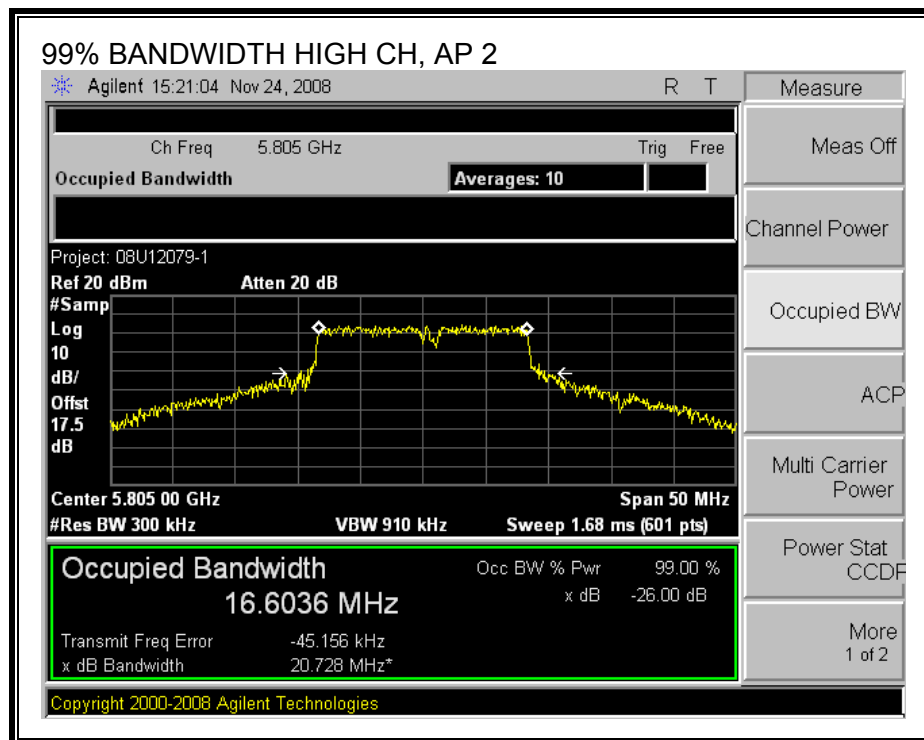 99% BANDWIDTH HIGH CH, AP 2
Agilent 15:21:04 Nov 24, 2008 R T
Measure
Ch Freq 5.805 GHz Trig Free
Occupied Bandwidth Averages: 10
Meas Off
Channel Power
Occupied BW
ACP
Multi Carrier
Power
Power Stat
CCDF
More
1 of 2
Project: 08U12079-1
Ref 20 dBm Atten 20 dB
#Samp
Log
10
dB/
Offst
17.5
dB
Center 5.805 00 GHz Span 50 MHz
#Res BW 300 kHz VBW 910 kHz Sweep 1.68 ms (601 pts)
Occupied Bandwidth Occ BW % Pwr 99.00 %
16.6036 MHz x dB -26.00 dB
Transmit Freq Error -45.156 kHz
x dB Bandwidth 20.728 MHz*
Copyright 2000-2008 Agilent Technologies